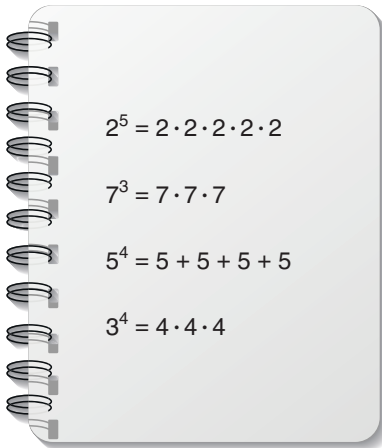 2⁵ = 2 · 2 · 2 · 2 · 2
7³ = 7 · 7 · 7
5⁴ = 5 + 5 + 5 + 5
3⁴ = 4 · 4 · 4